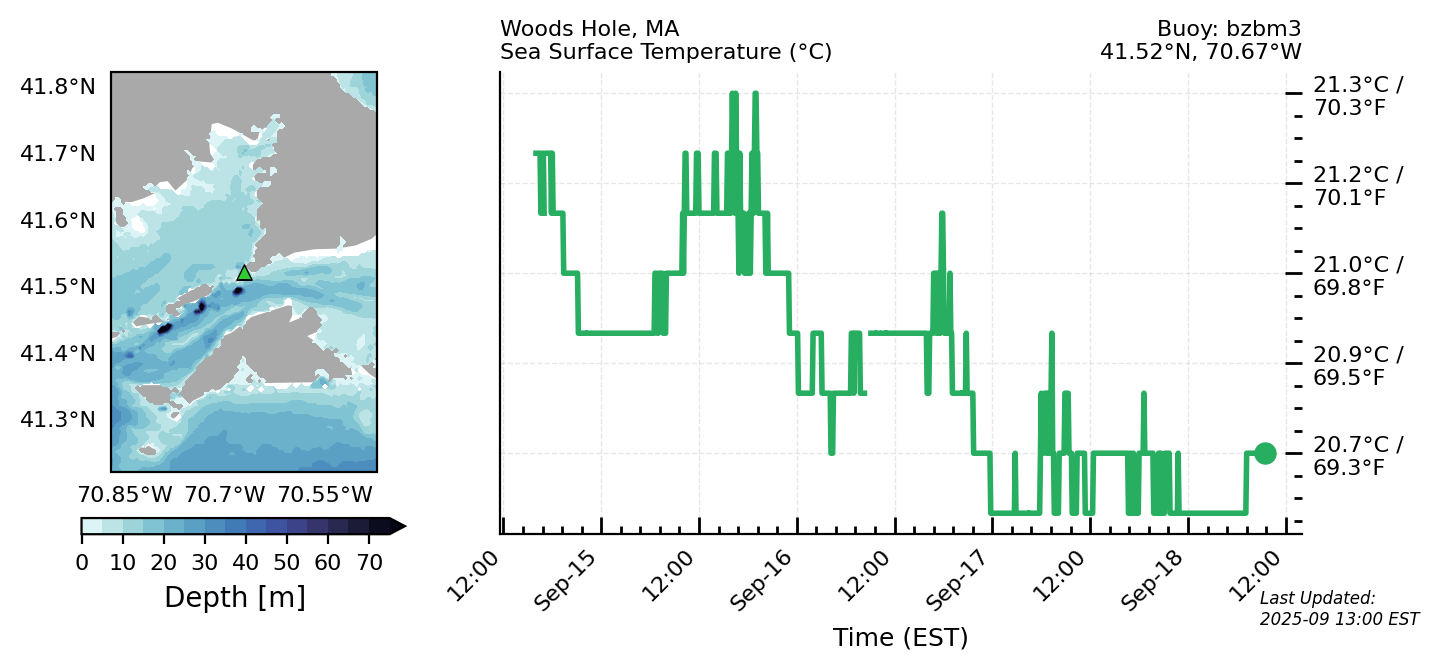 Woods Hole, MA
Sea Surface Temperature (°C)
Buoy: bzbm3
41.52°N, 70.67°W
41.8°N
41.7°N
41.6°N
41.5°N
41.4°N
41.3°N
70.85°W 70.7°W 70.55°W
0 10 20 30 40 50 60 70
Depth [m]
21.3°C /
70.3°F
21.2°C /
70.1°F
21.0°C /
69.8°F
20.9°C /
69.5°F
20.7°C /
69.3°F
12:00 Sep-15 12:00 Sep-16 12:00 Sep-17 12:00 Sep-18 12:00
Time (EST)
Last Updated:
2025-09 13:00 EST